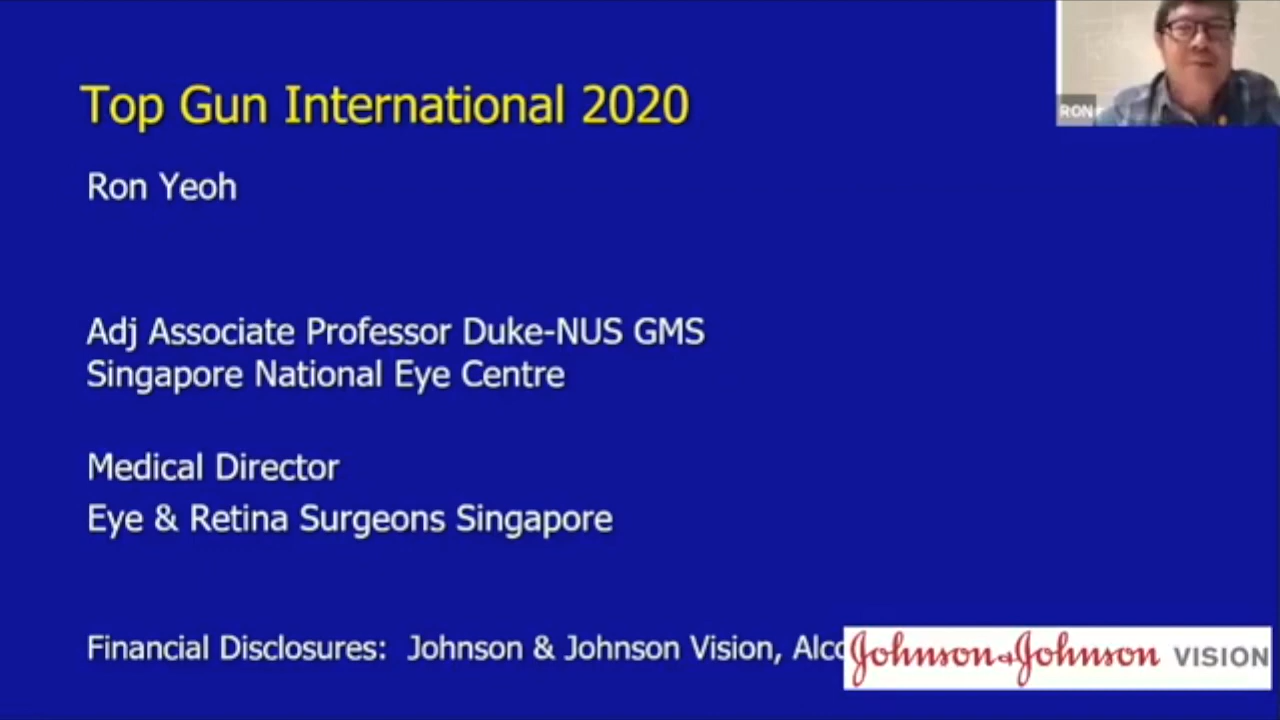 Top Gun International 2020
RON
Ron Yeoh
Adj Associate Professor Duke-NUS GMS
Singapore National Eye Centre
Medical Director
Eye & Retina Surgeons Singapore
Financial Disclosures: Johnson & Johnson Vision,
Johnson&Johnson VISION